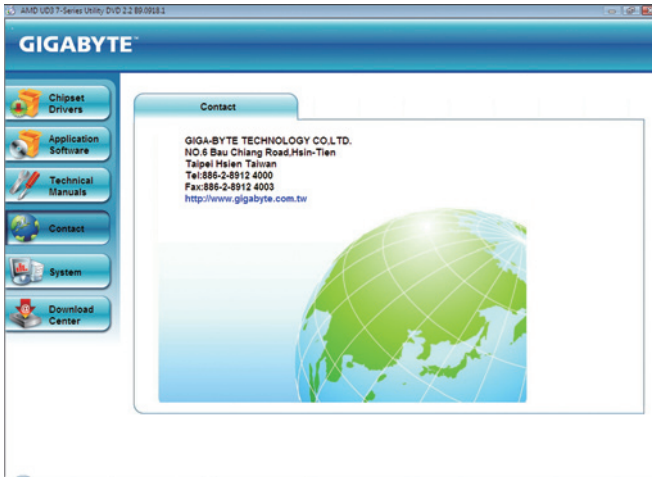 AMD UD3 7-Series Utility DVD 2.2 B9.0918.1
GIGABYTE™
Chipset
Drivers
Application
Software
Technical
Manuals
Contact
System
Download
Center
Contact
GIGA-BYTE TECHNOLOGY CO.,LTD.
NO.6 Bau Chiang Road,Hsin-Tien
Taipei Hsien Taiwan
Tel:886-2-8912 4000
Fax:886-2-8912 4003
http://www.gigabyte.com.tw